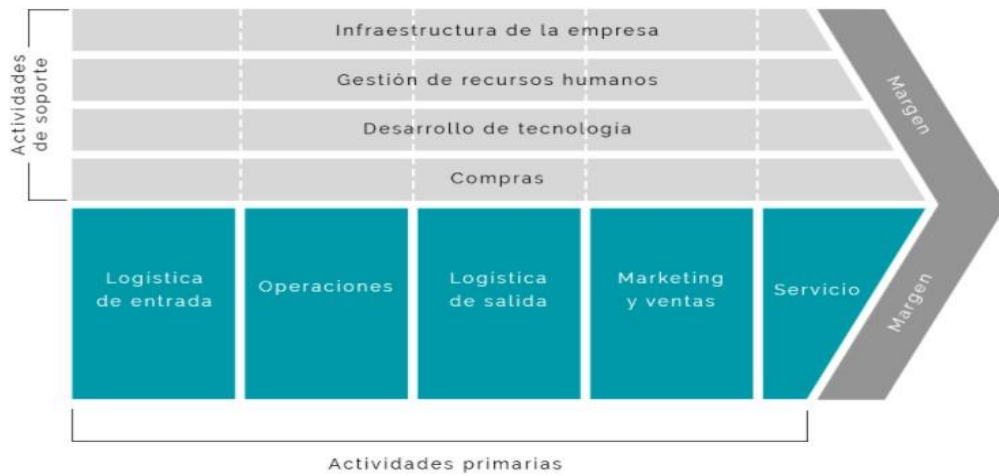 Actividades
de soporte
Infraestructura de la empresa
Gestión de recursos humanos
Desarrollo de tecnología
Compras
Margen
Logística
de entrada
Operaciones
Logística
de salida
Marketing
y ventas
Servicio
Margen
Actividades primarias